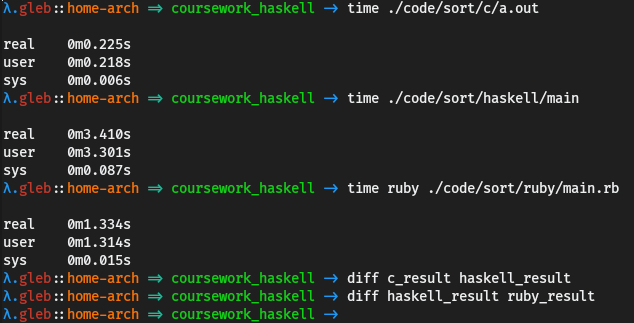 λ.gleb::home-arch ⇒ coursework_haskell → time ./code/sort/c/a.out
real 0m0.225s
user 0m0.218s
sys 0m0.006s
λ.gleb::home-arch ⇒ coursework_haskell → time ./code/sort/haskell/main
real 0m3.410s
user 0m3.301s
sys 0m0.087s
λ.gleb::home-arch ⇒ coursework_haskell → time ruby ./code/sort/ruby/main.rb
real 0m1.334s
user 0m1.314s
sys 0m0.015s
λ.gleb::home-arch ⇒ coursework_haskell → diff c_result haskell_result
λ.gleb::home-arch ⇒ coursework_haskell → diff haskell_result ruby_result
λ.gleb::home-arch ⇒ coursework_haskell →